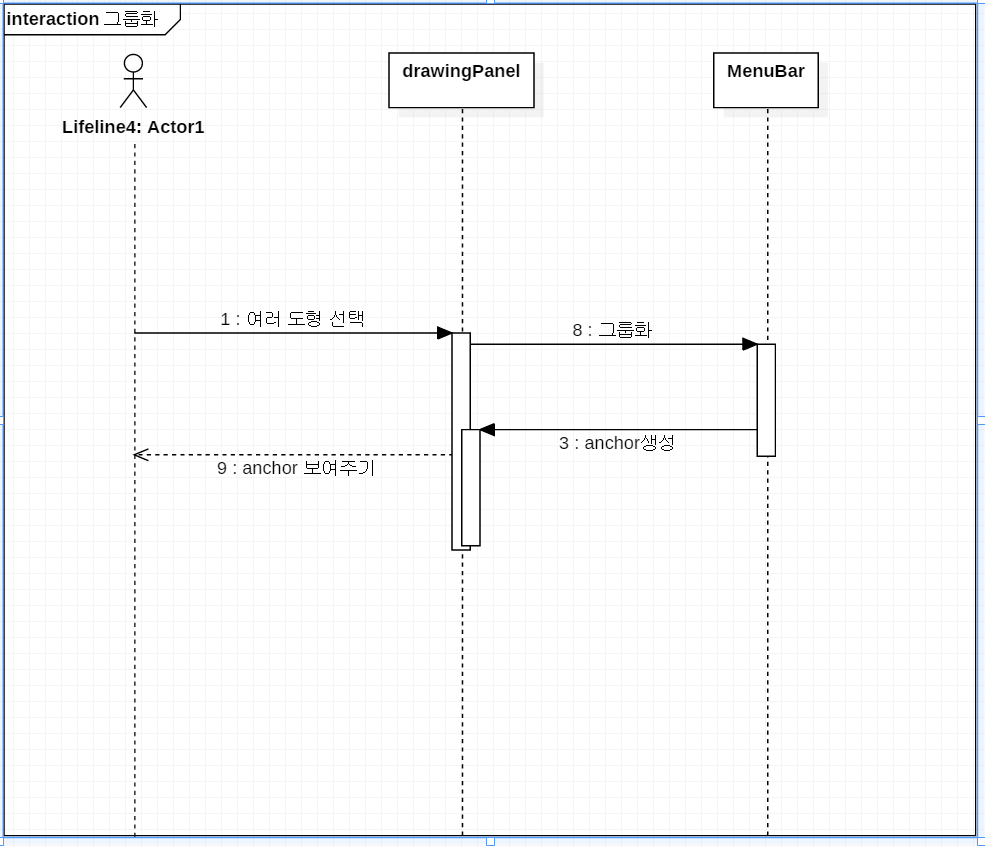 interaction 그룹화
drawingPanel
MenuBar
Lifeline4: Actor1
1 : 여러 도형 선택
8 : 그룹화
3 : anchor생성
9 : anchor 보여주기